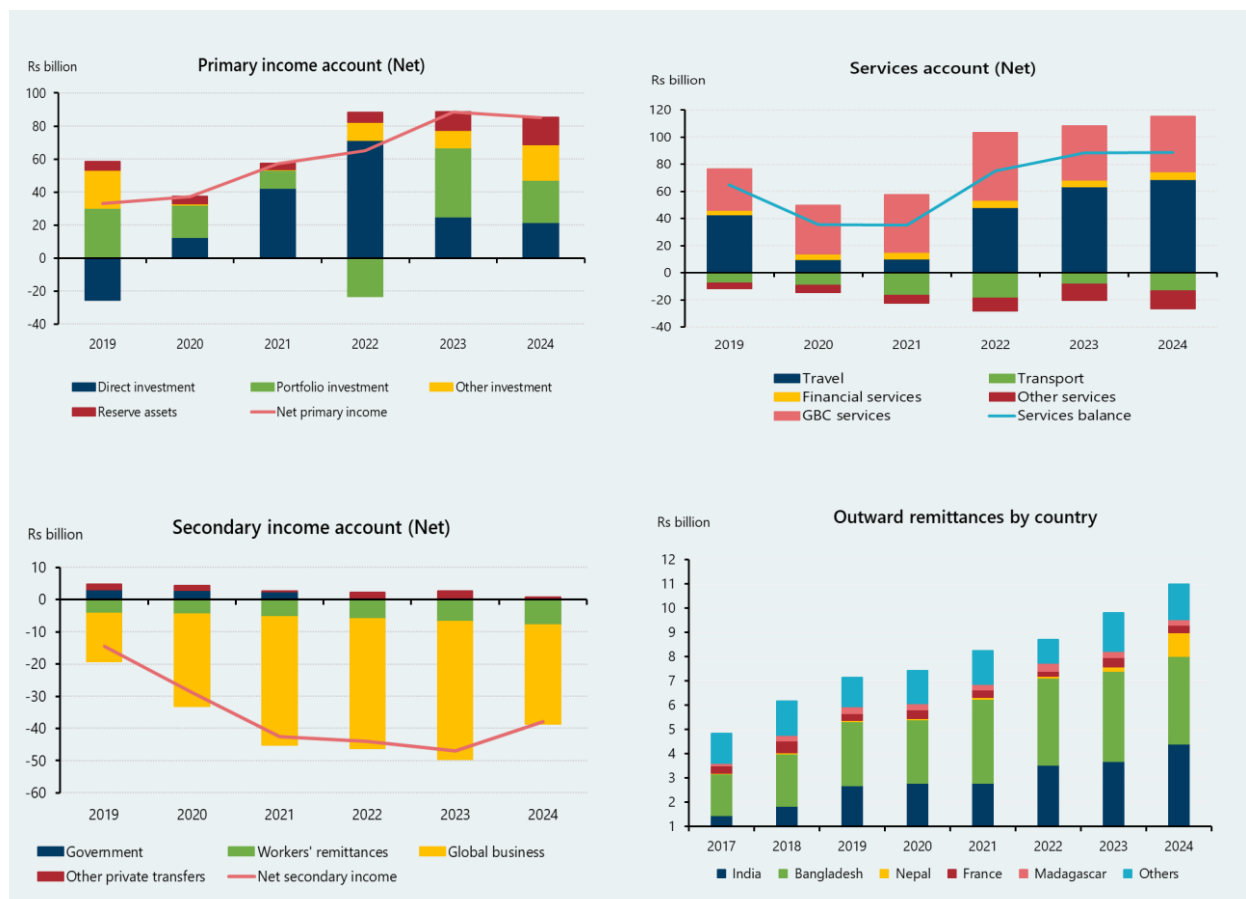 Primary income account (Net)
Rs billion
100
80
60
40
20
0
-20
-40
2019 2020 2021 2022 2023 2024
Direct investment Portfolio investment Other investment
Reserve assets Net primary income
Services account (Net)
Rs billion
120
100
80
60
40
20
0
-20
-40
2019 2020 2021 2022 2023 2024
Travel Transport
Financial services Other services
GBC services Services balance
Secondary income account (Net)
Rs billion
10
0
-10
-20
-30
-40
-50
-60
2019 2020 2021 2022 2023 2024
Government Workers' remittances Global business
Other private transfers Net secondary income
Outward remittances by country
Rs billion
12
11
10
9
8
7
6
5
4
3
2
1
2017 2018 2019 2020 2021 2022 2023 2024
India Bangladesh Nepal France Madagascar Others